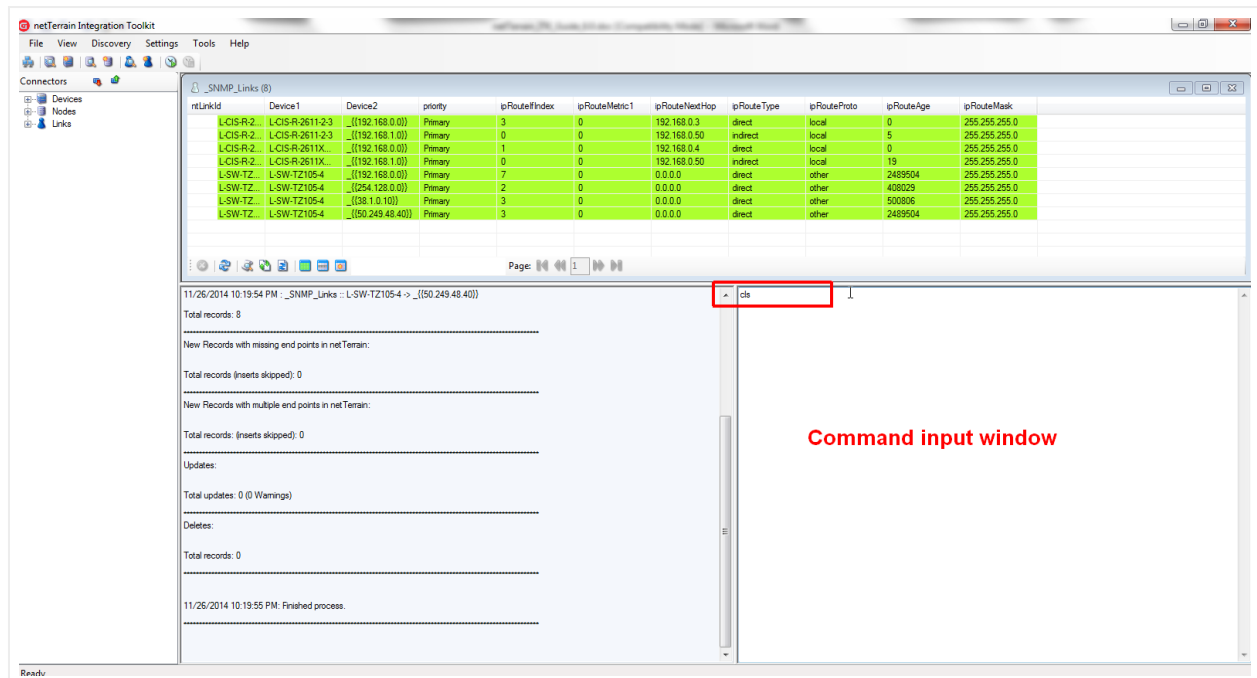 netTerrain Integration Toolkit
File View Discovery Settings Tools Help
Connectors
Devices
Nodes
Links
_SNMP_Links (8)
ntLinkId Device1 Device2 priority ipRouteIfIndex ipRouteMetric1 ipRouteNextHop ipRouteType ipRouteProto ipRouteAge ipRouteMask
L-CIS-R-2... L-CIS-R-2611-2-3 _{{192.168.0.0}} Primary 3 0 192.168.0.3 direct local 0 255.255.255.0
L-CIS-R-2... L-CIS-R-2611-2-3 _{{192.168.1.0}} Primary 0 0 192.168.0.50 indirect local 5 255.255.255.0
L-CIS-R-2... L-CIS-R-2611X... _{{192.168.0.0}} Primary 1 0 192.168.0.4 direct local 0 255.255.255.0
L-CIS-R-2... L-CIS-R-2611X... _{{192.168.1.0}} Primary 0 0 192.168.0.50 indirect local 19 255.255.255.0
L-SW-TZ... L-SW-TZ105-4 _{{192.168.0.0}} Primary 7 0 0.0.0.0 direct other 2489504 255.255.255.0
L-SW-TZ... L-SW-TZ105-4 _{{254.128.0.0}} Primary 2 0 0.0.0.0 direct other 408029 255.255.255.0
L-SW-TZ... L-SW-TZ105-4 _{{38.1.0.10}} Primary 3 0 0.0.0.0 direct other 500806 255.255.255.0
L-SW-TZ... L-SW-TZ105-4 _{{50.249.48.40}} Primary 3 0 0.0.0.0 direct other 2489504 255.255.255.0
Page: 1
11/26/2014 10:19:54 PM : _SNMP_Links :: L-SW-TZ105-4 -> _{{50.249.48.40}}
cls
Total records: 8
New Records with missing end points in netTerrain:
Total records (inserts skipped): 0
New Records with multiple end points in netTerrain:
Total records: (inserts skipped): 0
Command input window
Updates:
Total updates: 0 (0 Warnings)
Deletes:
Total records: 0
11/26/2014 10:19:55 PM: Finished process.
Ready